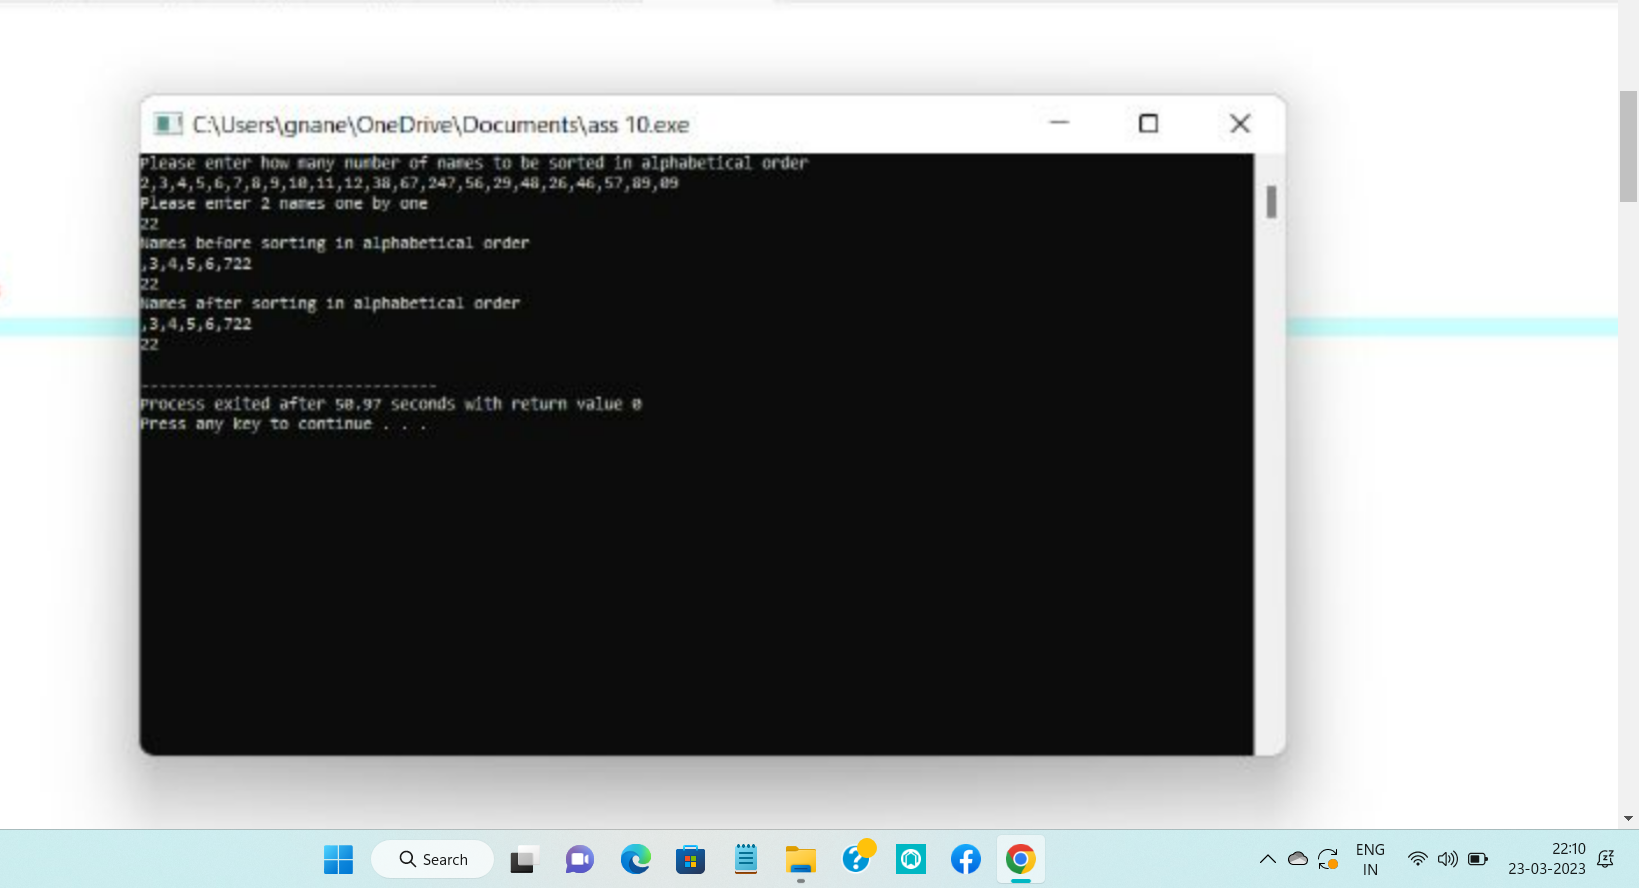 C:\Users\gnane\OneDrive\Documents\ass 10.exe
Please enter how many number of names to be sorted in alphabetical order
2,3,4,5,6,7,8,9,10,11,12,38,67,247,56,29,48,26,46,57,89,09
Please enter 2 names one by one
22
Names before sorting in alphabetical order
,3,4,5,6,722
22
Names after sorting in alphabetical order
,3,4,5,6,722
22
--------------------------------
Process exited after 50.97 seconds with return value 0
Press any key to continue . . .
Search
ENG
IN
22:10
23-03-2023